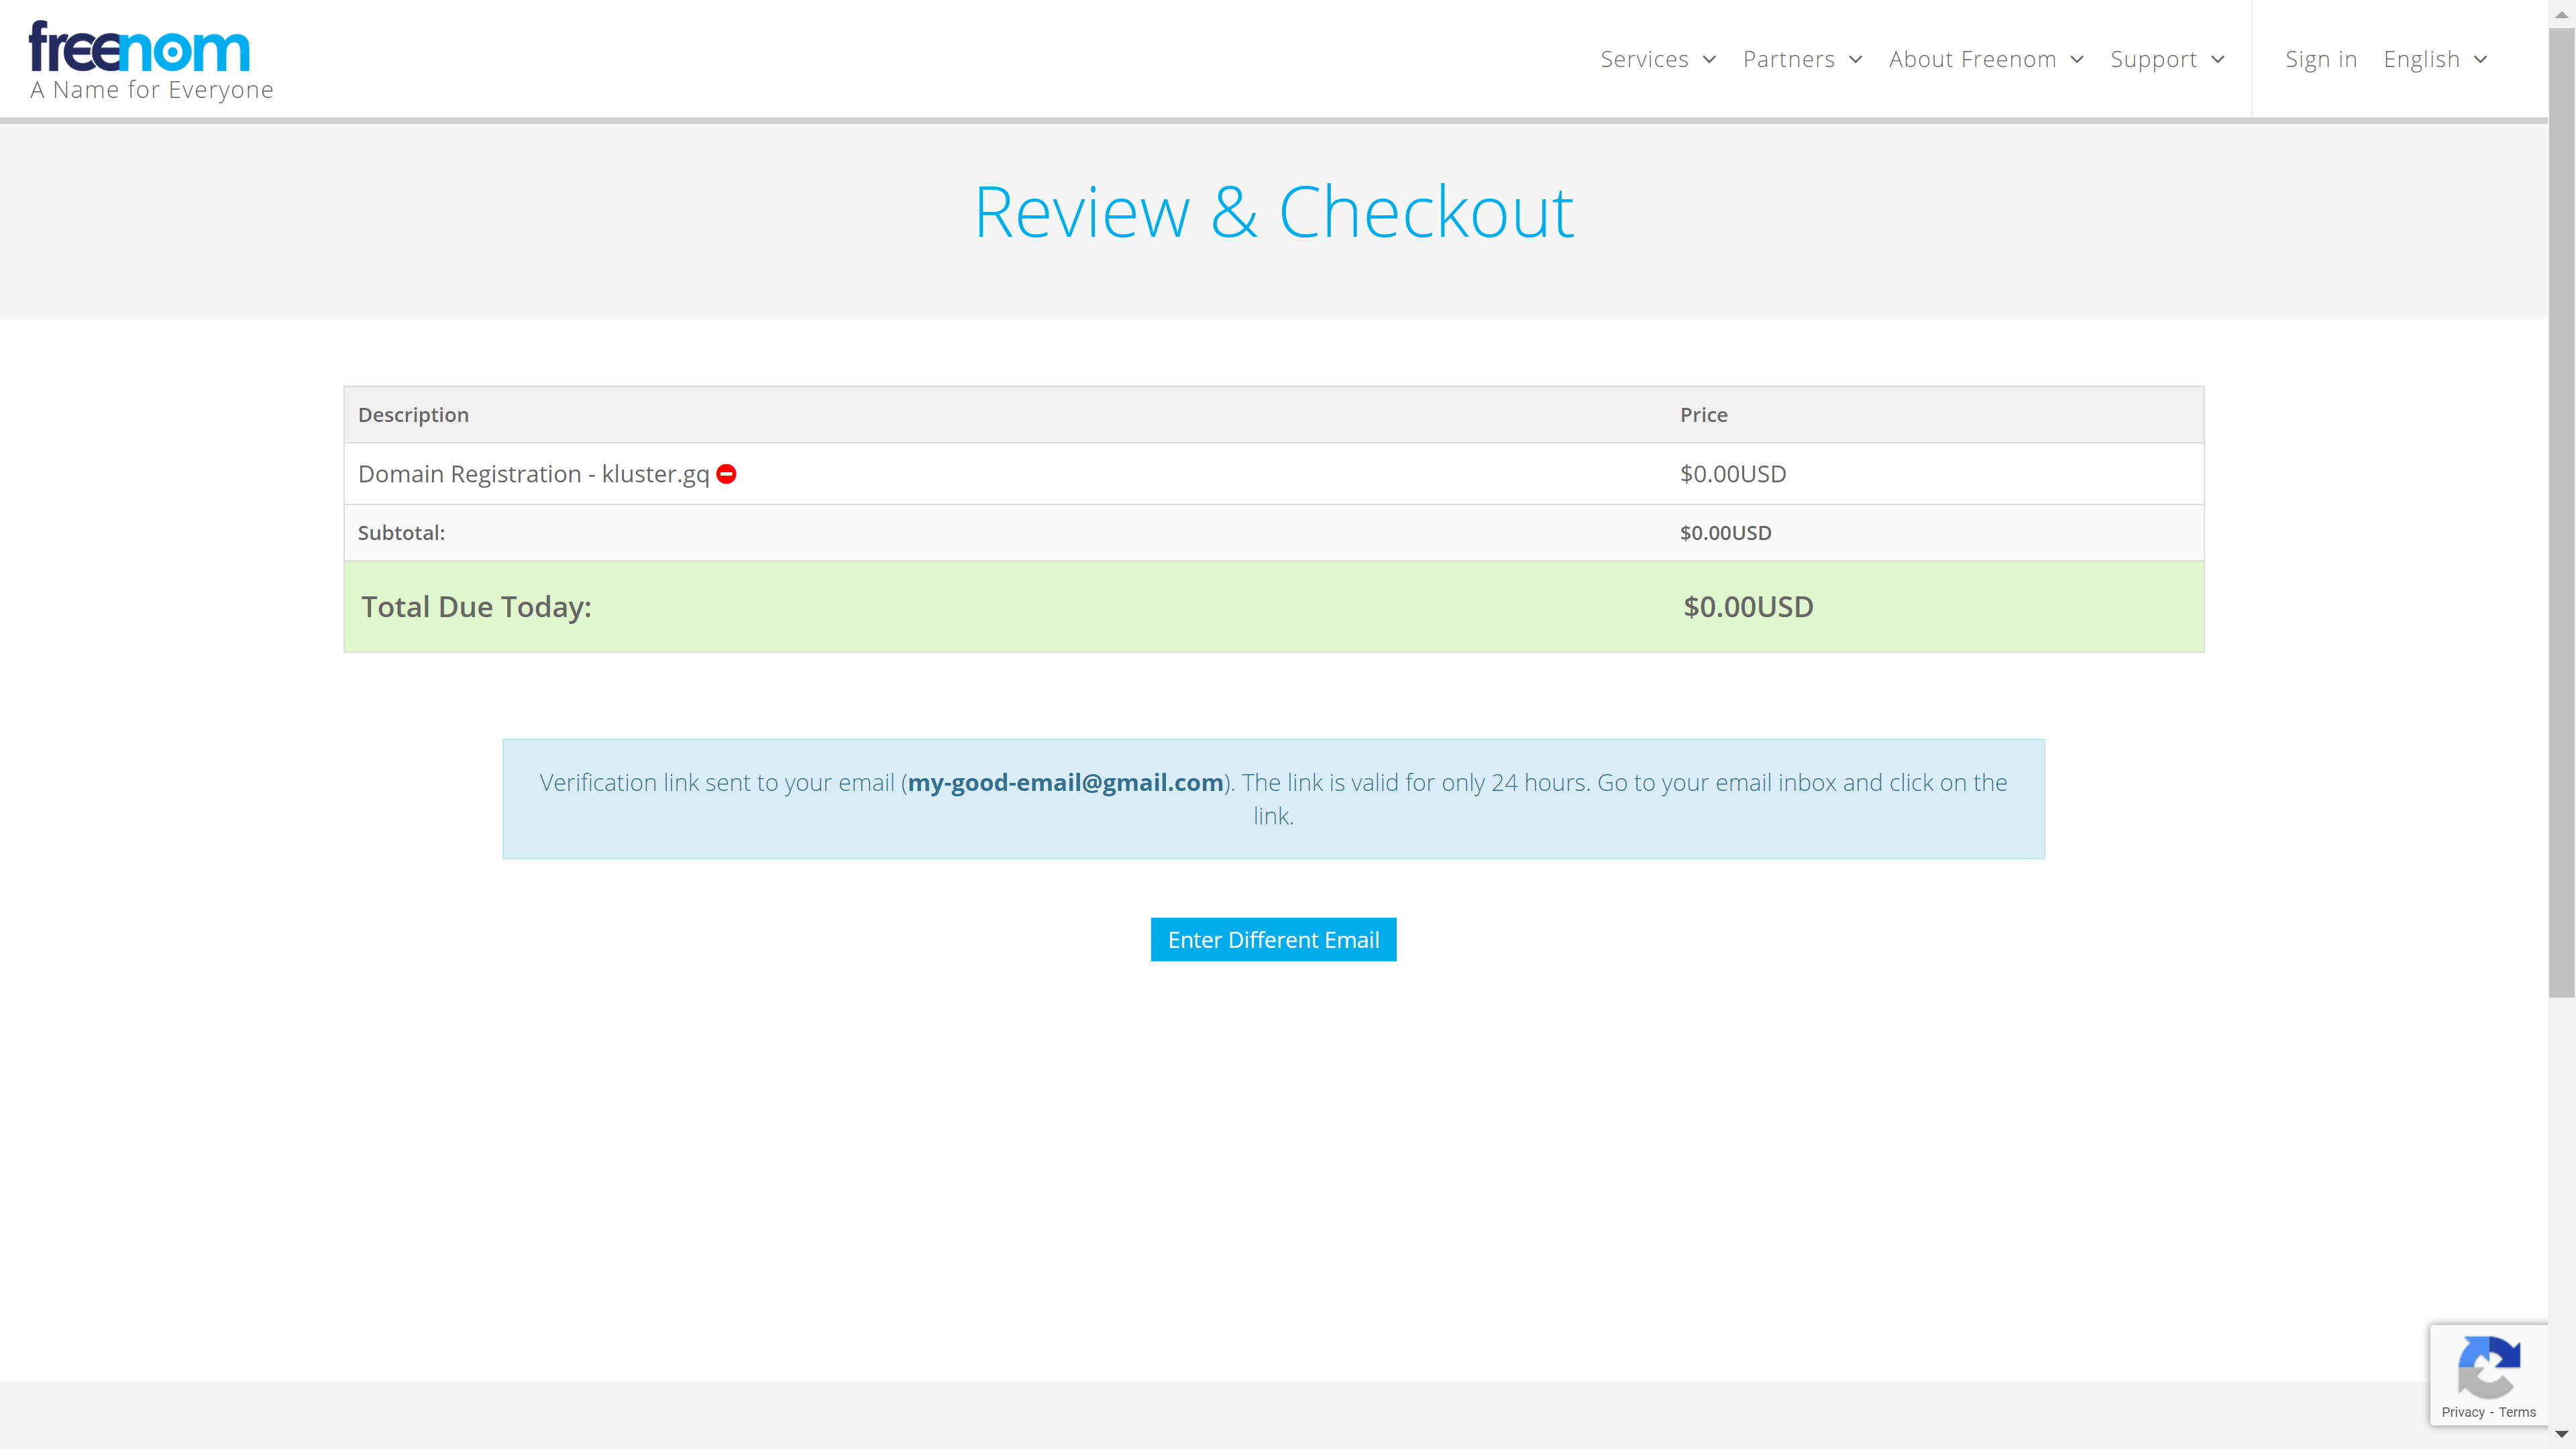 freenom
A Name for Everyone
Services Partners About Freenom Support Sign in English
Review & Checkout
Description Price
Domain Registration - kluster.gq $0.00USD
Subtotal: $0.00USD
Total Due Today: $0.00USD
Verification link sent to your email (my-good-email@gmail.com). The link is valid for only 24 hours. Go to your email inbox and click on the
link.
Enter Different Email
Privacy - Terms